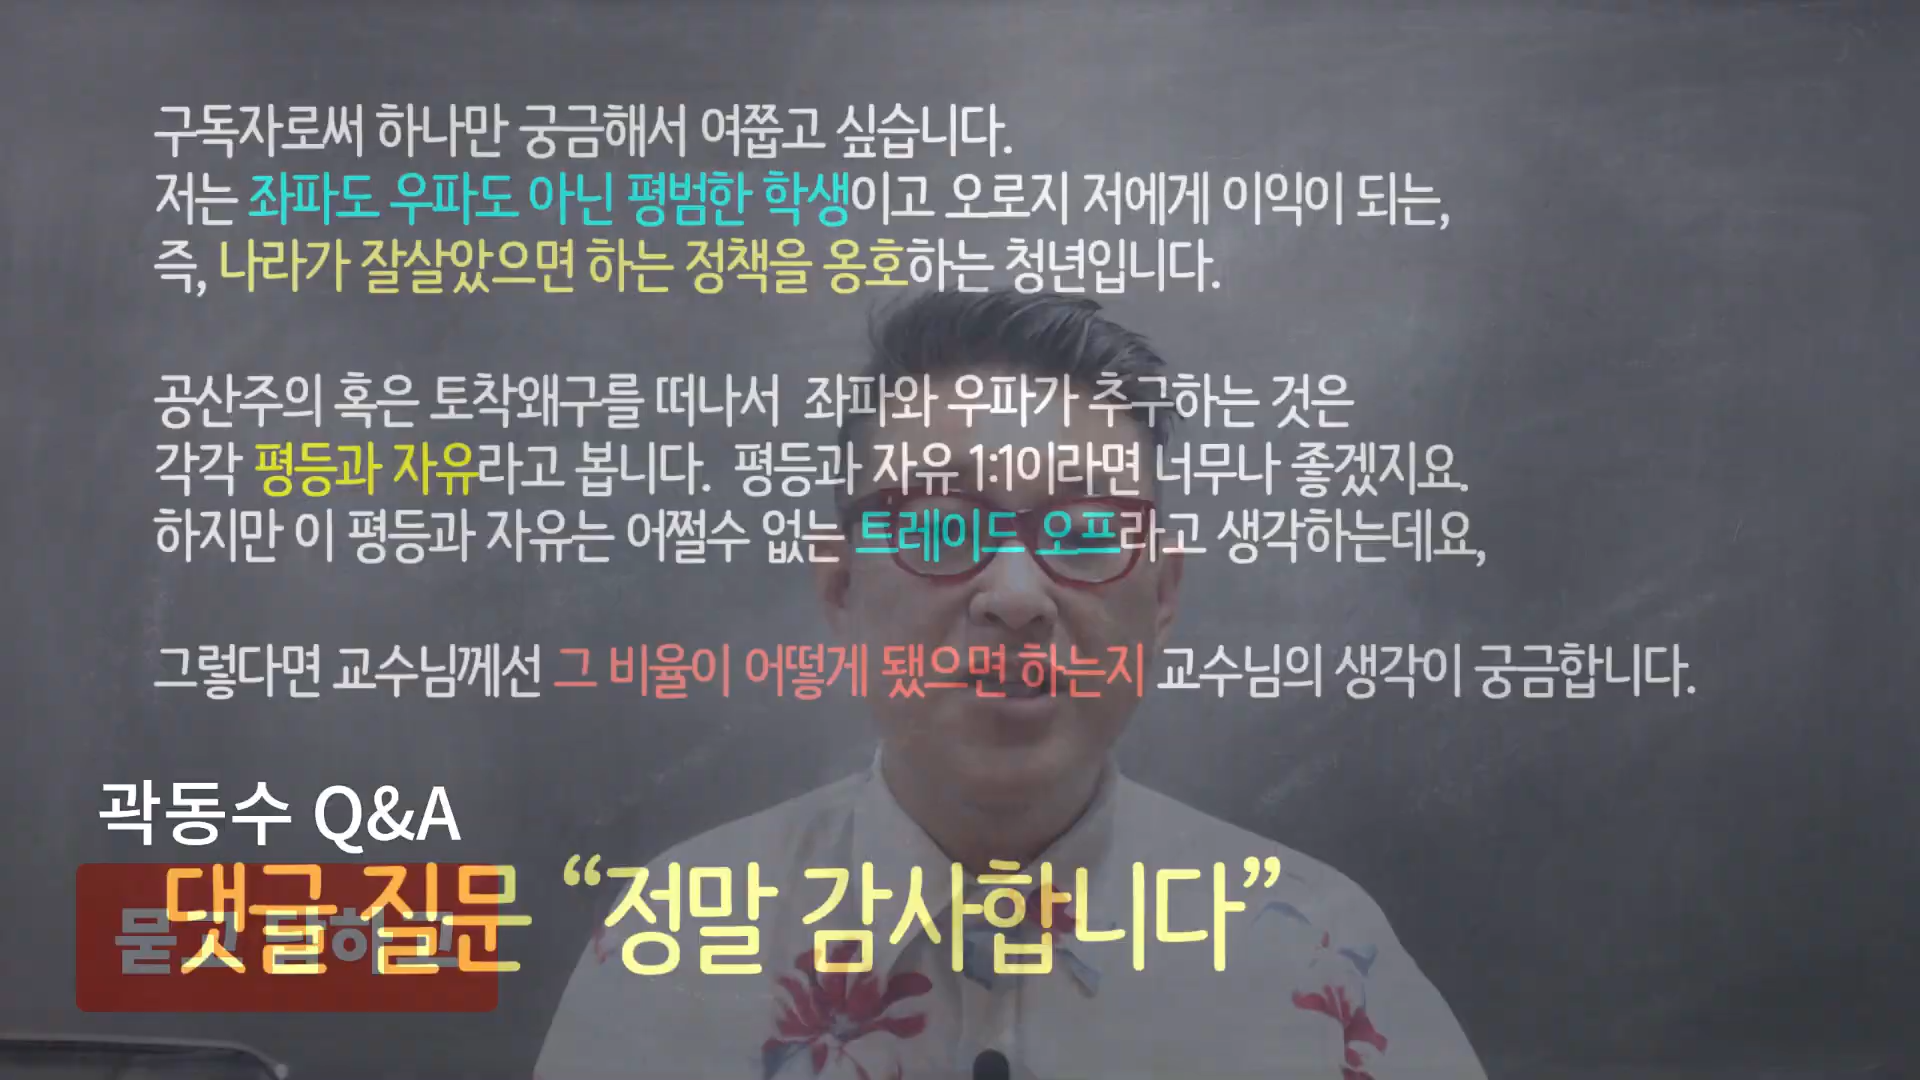 구독자로써 하나만 궁금해서 여쭙고 싶습니다.
저는 좌파도 우파도 아닌 평범한 학생이고 오로지 저에게 이익이 되는,
즉, 나라가 잘살았으면 하는 정책을 옹호하는 청년입니다.
공산주의 혹은 토착왜구를 떠나서 좌파와 우파가 추구하는 것은
각각 평등과 자유라고 봅니다. 평등과 자유 1:1이라면 너무나 좋겠지요.
하지만 이 평등과 자유는 어쩔수 없는 트레이드 오프라고 생각하는데요,
그렇다면 교수님께선 그 비율이 어떻게 됐으면 하는지 교수님의 생각이 궁금합니다.
곽동수 Q&A
댓글 질문 “정말 감사합니다”
묻고 답하고